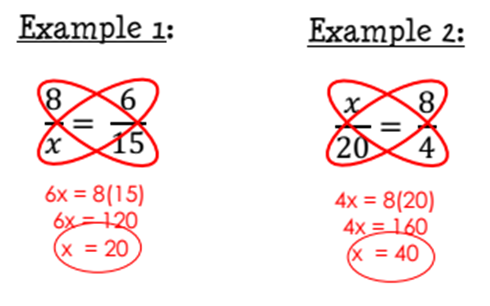 Example 1:
8/x = 6/15
6x = 8(15)
6x = 120
x = 20
Example 2:
x/20 = 8/4
4x = 8(20)
4x = 160
x = 40